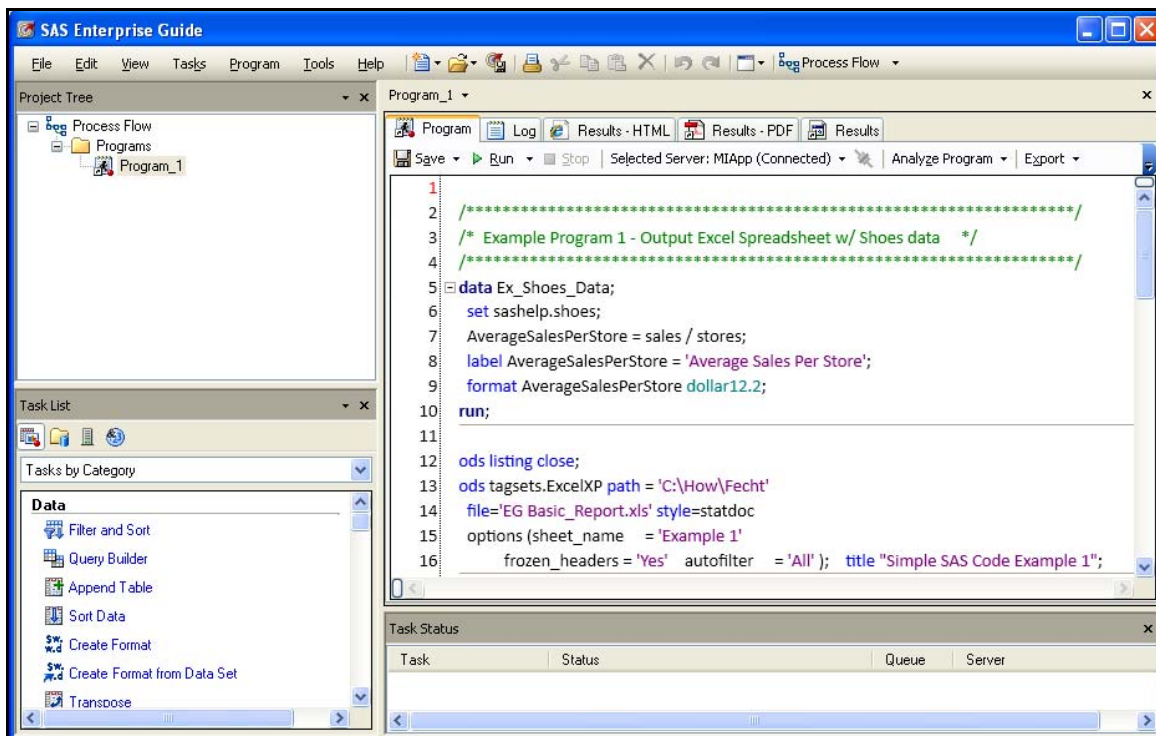 SAS Enterprise Guide
File Edit View Tasks Program Tools Help Process Flow
Project Tree
Process Flow
Programs
Program_1
Task List
Tasks by Category
Data
Filter and Sort
Query Builder
Append Table
Sort Data
Create Format
Create Format from Data Set
Transpose
Program_1
Program Log Results - HTML Results - PDF Results
Save Run Stop Selected Server: MIApp (Connected) Analyze Program Export
1
2 /********************************************************************/
3 /* Example Program 1 - Output Excel Spreadsheet w/ Shoes data */
4 /********************************************************************/
5 data Ex_Shoes_Data;
6 set sashelp.shoes;
7 AverageSalesPerStore = sales / stores;
8 label AverageSalesPerStore = 'Average Sales Per Store';
9 format AverageSalesPerStore dollar12.2;
10 run;
11
12 ods listing close;
13 ods tagsets.ExcelXP path = 'C:\How\Fecht'
14 file='EG Basic_Report.xls' style=statdoc
15 options (sheet_name = 'Example 1'
16 frozen_headers = 'Yes' autofilter = 'All' ); title "Simple SAS Code Example 1";
Task Status
Task Status Queue Server